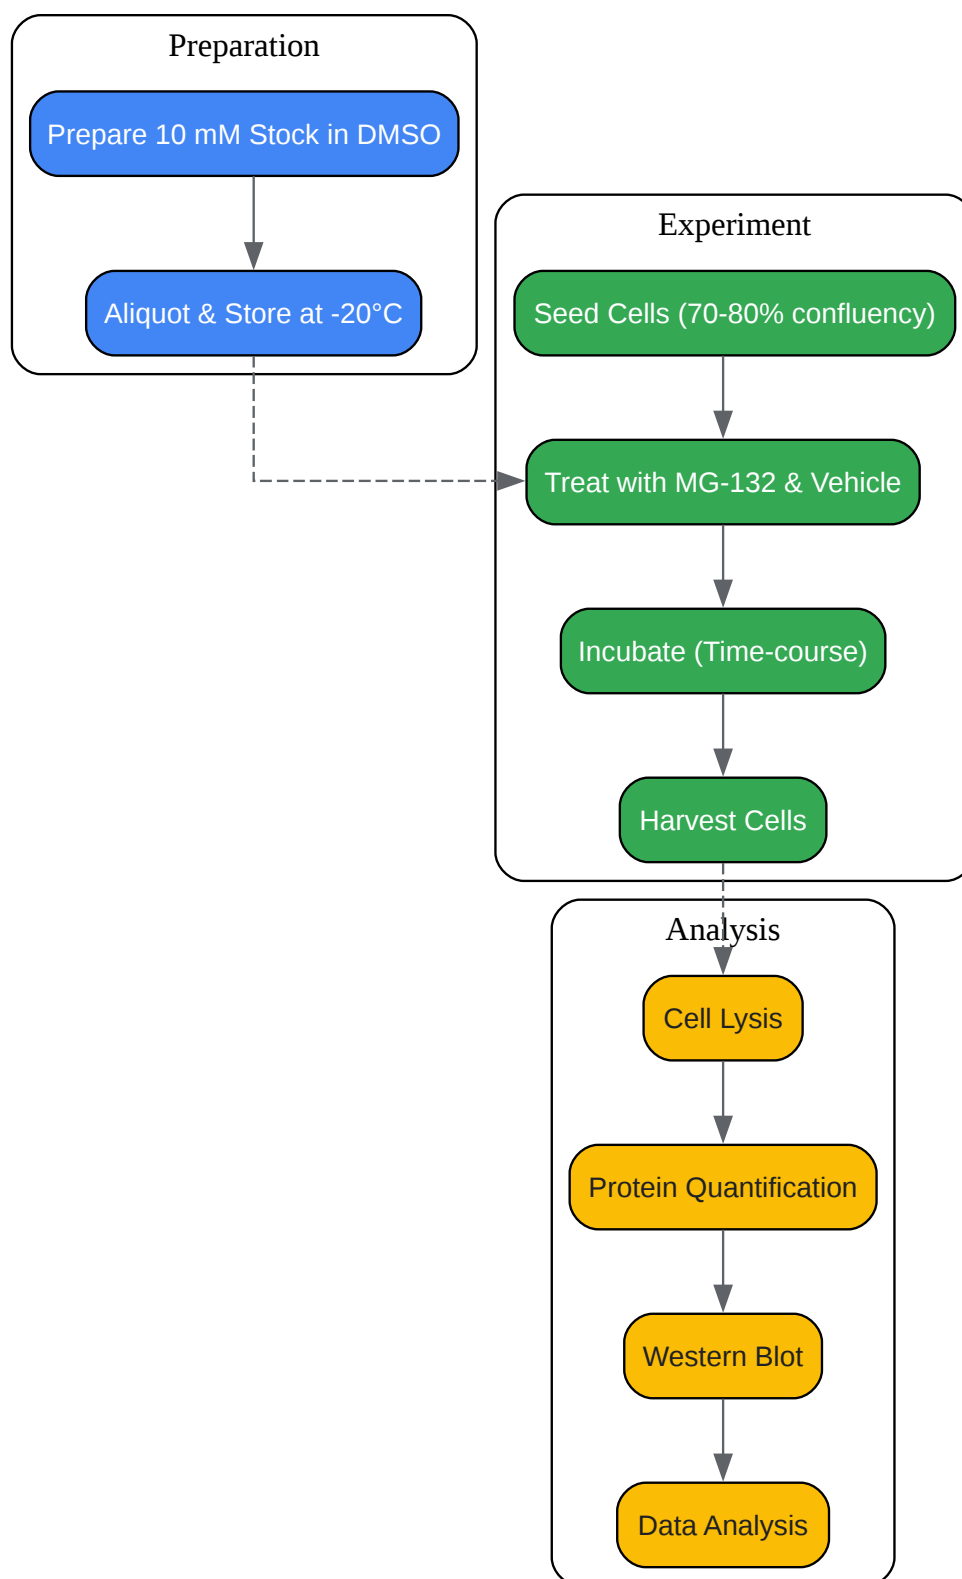 Preparation
Prepare 10 mM Stock in DMSO
Aliquot & Store at -20°C
Experiment
Seed Cells (70-80% confluency)
Treat with MG-132 & Vehicle
Incubate (Time-course)
Harvest Cells
Analysis
Cell Lysis
Protein Quantification
Western Blot
Data Analysis